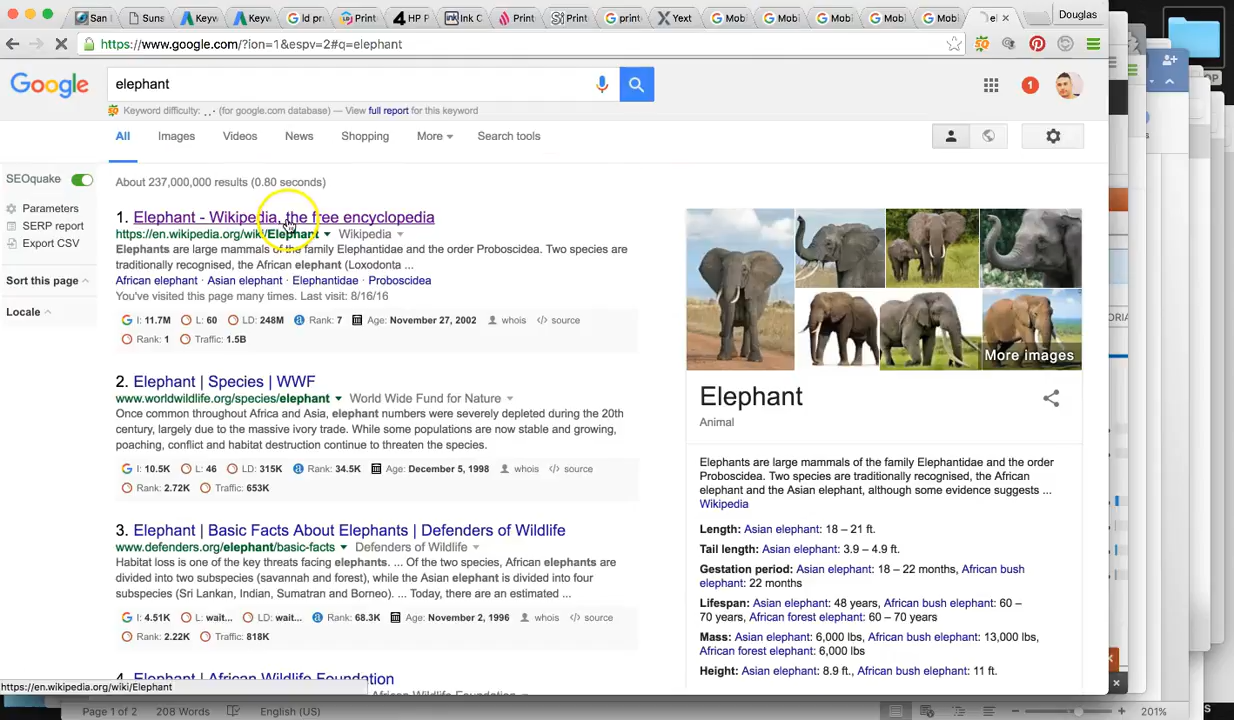 San I
Suns
Keyw
Keyw
ld pr
Print
HP P
Ink C
Print
Print
print
Yext
Mobi
Mobi
Mobi
Mobi
Mobi
el
Douglas
https://www.google.com/?ion=1&espv=2#q=elephant
Google
elephant
1
Keyword difficulty: . . (for google.com database) — View full report for this keyword
All Images Videos News Shopping More Search tools
SEOquake
Parameters
SERP report
Export CSV
Sort this page
Locale
About 237,000,000 results (0.80 seconds)
1. Elephant - Wikipedia, the free encyclopedia
https://en.wikipedia.org/wiki/Elephant Wikipedia
Elephants are large mammals of the family Elephantidae and the order Proboscidea. Two species are
traditionally recognised, the African elephant (Loxodonta ...
African elephant · Asian elephant · Elephantidae · Proboscidea
You've visited this page many times. Last visit: 8/16/16
I: 11.7M L: 60 LD: 248M Rank: 7 Age: November 27, 2002 whois </> source
Rank: 1 Traffic: 1.5B
2. Elephant | Species | WWF
www.worldwildlife.org/species/elephant World Wide Fund for Nature
Once common throughout Africa and Asia, elephant numbers were severely depleted during the 20th
century, largely due to the massive ivory trade. While some populations are now stable and growing,
poaching, conflict and habitat destruction continue to threaten the species.
I: 10.5K L: 46 LD: 315K Rank: 34.5K Age: December 5, 1998 whois </> source
Rank: 2.72K Traffic: 653K
3. Elephant | Basic Facts About Elephants | Defenders of Wildlife
www.defenders.org/elephant/basic-facts Defenders of Wildlife
Habitat loss is one of the key threats facing elephants. ... Of the two species, African elephants are
divided into two subspecies (savannah and forest), while the Asian elephant is divided into four
subspecies (Sri Lankan, Indian, Sumatran and Borneo). ... Today, there are an estimated ...
I: 4.51K L: wait... LD: wait... Rank: 68.3K Age: November 2, 1996 whois </> source
Rank: 2.22K Traffic: 818K
4. Elephant | African Wildlife Foundation
African Wildlife Foundation
More images
Elephant
Animal
Elephants are large mammals of the family Elephantidae and the order
Proboscidea. Two species are traditionally recognised, the African
elephant and the Asian elephant, although some evidence suggests ...
Wikipedia
Length: Asian elephant: 18 – 21 ft.
Tail length: Asian elephant: 3.9 – 4.9 ft.
Gestation period: Asian elephant: 18 – 22 months, African bush
elephant: 22 months
Lifespan: Asian elephant: 48 years, African bush elephant: 60 –
70 years, African forest elephant: 60 – 70 years
Mass: Asian elephant: 6,000 lbs, African bush elephant: 13,000 lbs,
African forest elephant: 6,000 lbs
Height: Asian elephant: 8.9 ft., African bush elephant: 11 ft.
https://en.wikipedia.org/wiki/Elephant
Page 1 of 2 208 Words English (US) 201%